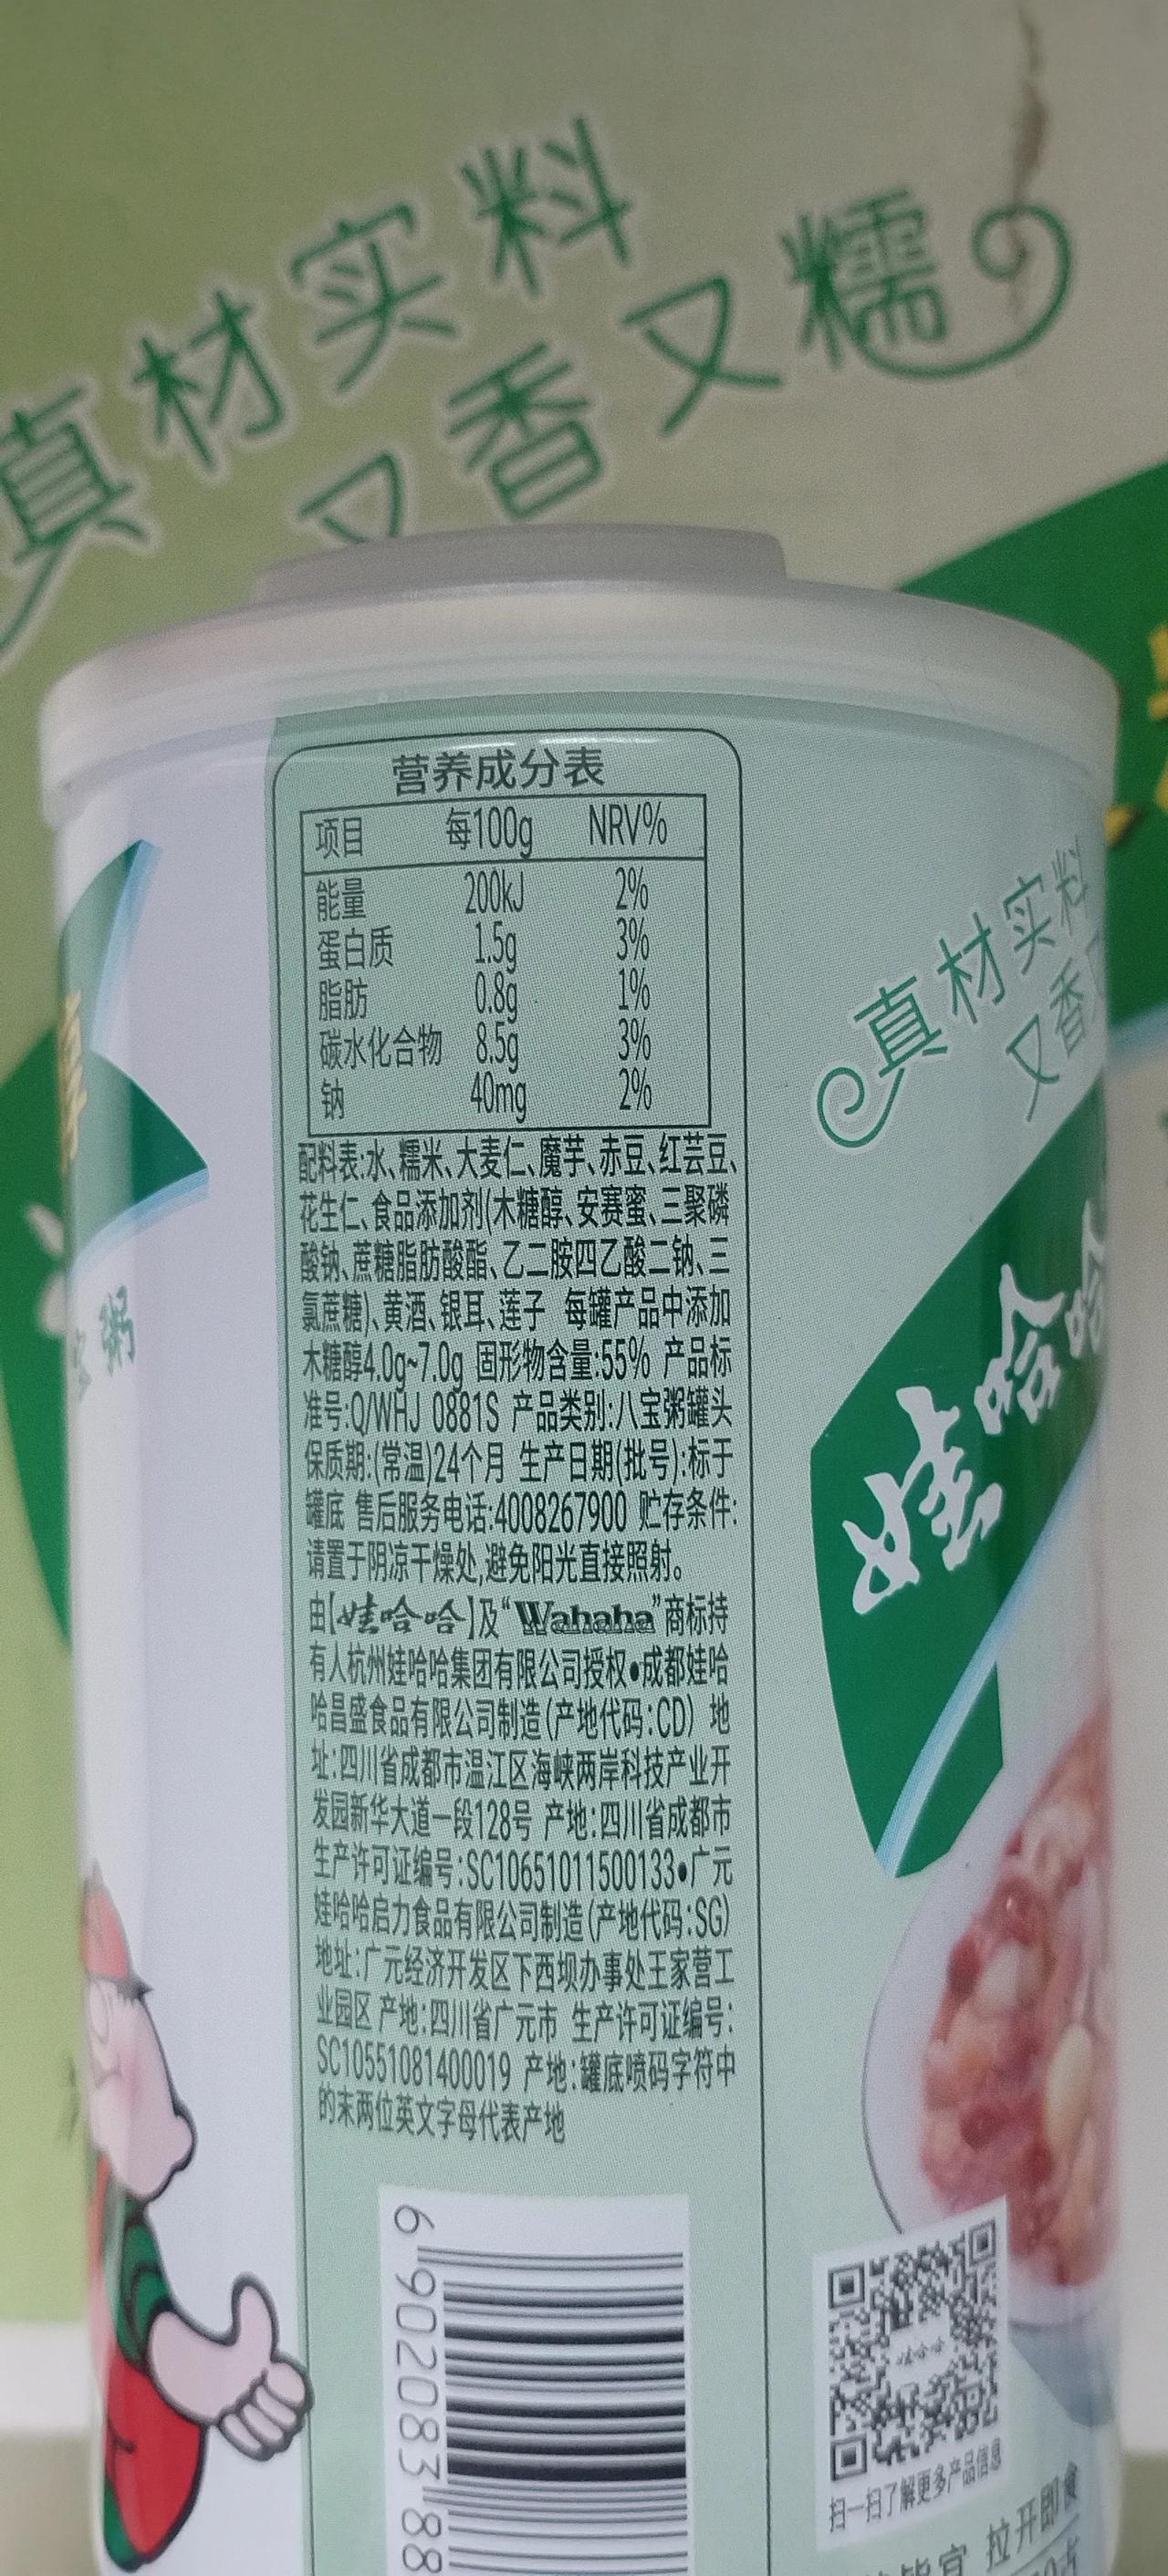 真材实料
又香又糯
营养成分表
项目 每100g NRV%
能量 200kJ 2%
蛋白质 1.5g 3%
脂肪 0.8g 1%
碳水化合物 8.5g 3%
钠 40mg 2%
配料表:水、糯米、大麦仁、魔芋、赤豆、红芸豆、
花生仁、食品添加剂(木糖醇、安赛蜜、三聚磷
酸钠、蔗糖脂肪酸酯、乙二胺四乙酸二钠、三
氯蔗糖)、黄酒、银耳、莲子 每罐产品中添加
木糖醇4.0g~7.0g 固形物含量:55% 产品标
准号:Q/WHJ 0881S 产品类别:八宝粥罐头
保质期:(常温)24个月 生产日期(批号):标于
罐底 售后服务电话:4008267900 贮存条件:
请置于阴凉干燥处,避免阳光直接照射。
由【娃哈哈】及“Wahaha”商标持
有人杭州娃哈哈集团有限公司授权•成都娃哈
哈昌盛食品有限公司制造(产地代码:CD) 地
址:四川省成都市温江区海峡两岸科技产业开
发园新华大道一段128号 产地:四川省成都市
生产许可证编号:SC10651011500133•广元
娃哈哈启力食品有限公司制造(产地代码:SG)
地址:广元经济开发区下西坝办事处王家营工
业园区 产地:四川省广元市 生产许可证编号:
SC10551081400019 产地:罐底喷码字符中
的末两位英文字母代表产地
6 902083 88
真材实料
又香
娃哈哈
粥
娃哈哈
扫一扫了解更多产品信息
拉开即食